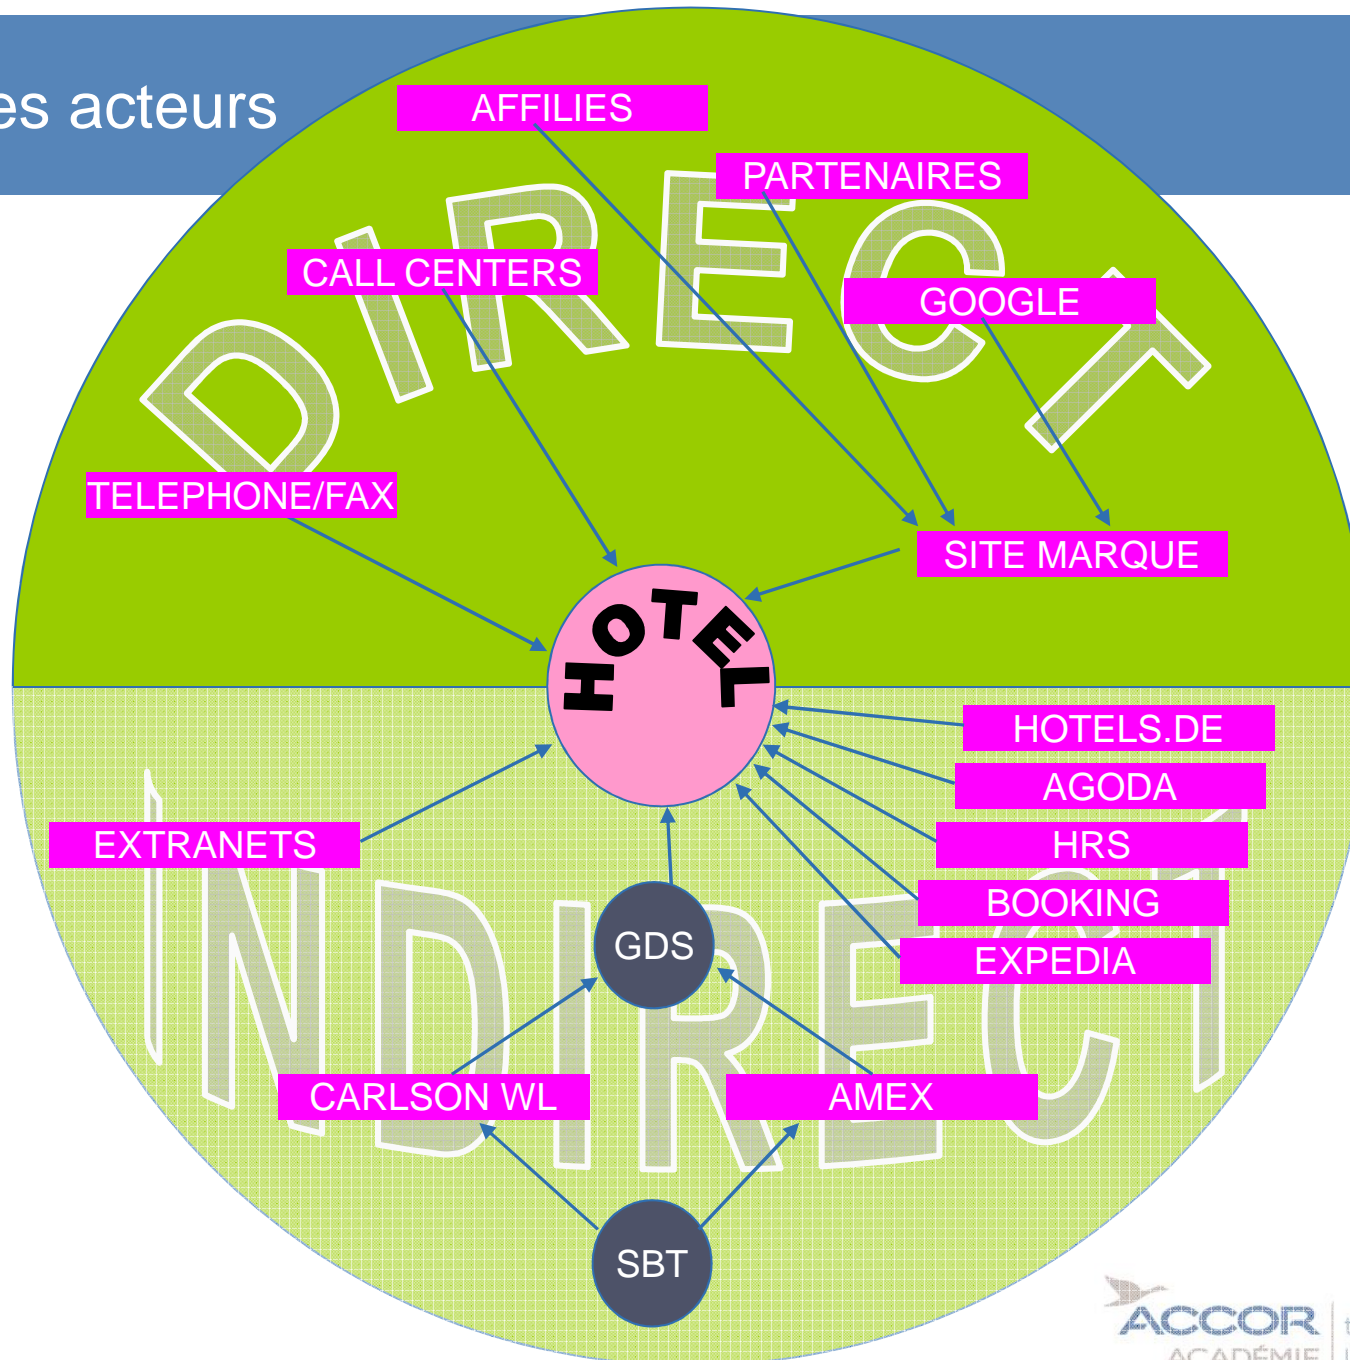 es acteurs
AFFILIES
PARTENAIRES
DIRECT
CALL CENTERS
GOOGLE
TELEPHONE/FAX
SITE MARQUE
HOTEL
HOTELS.DE
AGODA
EXTRANETS
HRS
BOOKING
GDS
EXPEDIA
INDIRECT
CARLSON WL
AMEX
SBT
ACCOR
ACADÉMIE